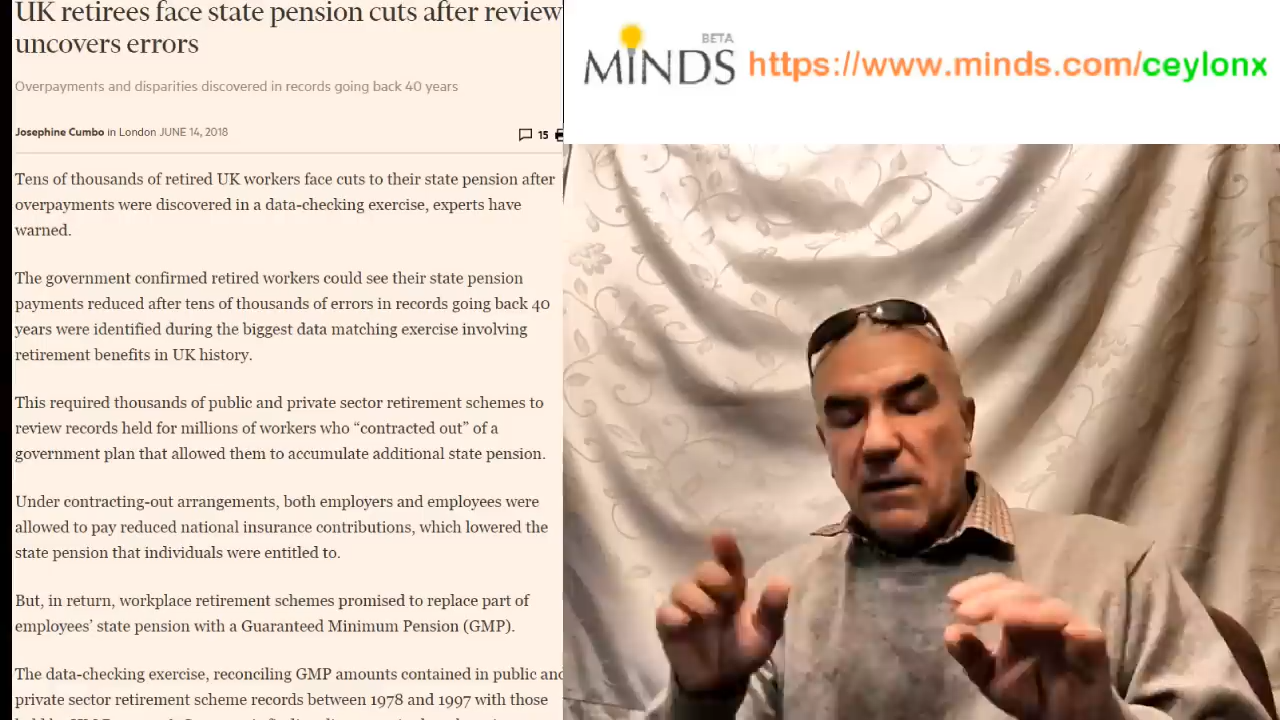 UK retirees face state pension cuts after review
uncovers errors
Overpayments and disparities discovered in records going back 40 years
Josephine Cumbo in London JUNE 14, 2018
15
Tens of thousands of retired UK workers face cuts to their state pension after
overpayments were discovered in a data-checking exercise, experts have
warned.
The government confirmed retired workers could see their state pension
payments reduced after tens of thousands of errors in records going back 40
years were identified during the biggest data matching exercise involving
retirement benefits in UK history.
This required thousands of public and private sector retirement schemes to
review records held for millions of workers who “contracted out” of a
government plan that allowed them to accumulate additional state pension.
Under contracting-out arrangements, both employers and employees were
allowed to pay reduced national insurance contributions, which lowered the
state pension that individuals were entitled to.
But, in return, workplace retirement schemes promised to replace part of
employees’ state pension with a Guaranteed Minimum Pension (GMP).
The data-checking exercise, reconciling GMP amounts contained in public and
private sector retirement scheme records between 1978 and 1997 with those
BETA
MINDS
https://www.minds.com/ceylonx